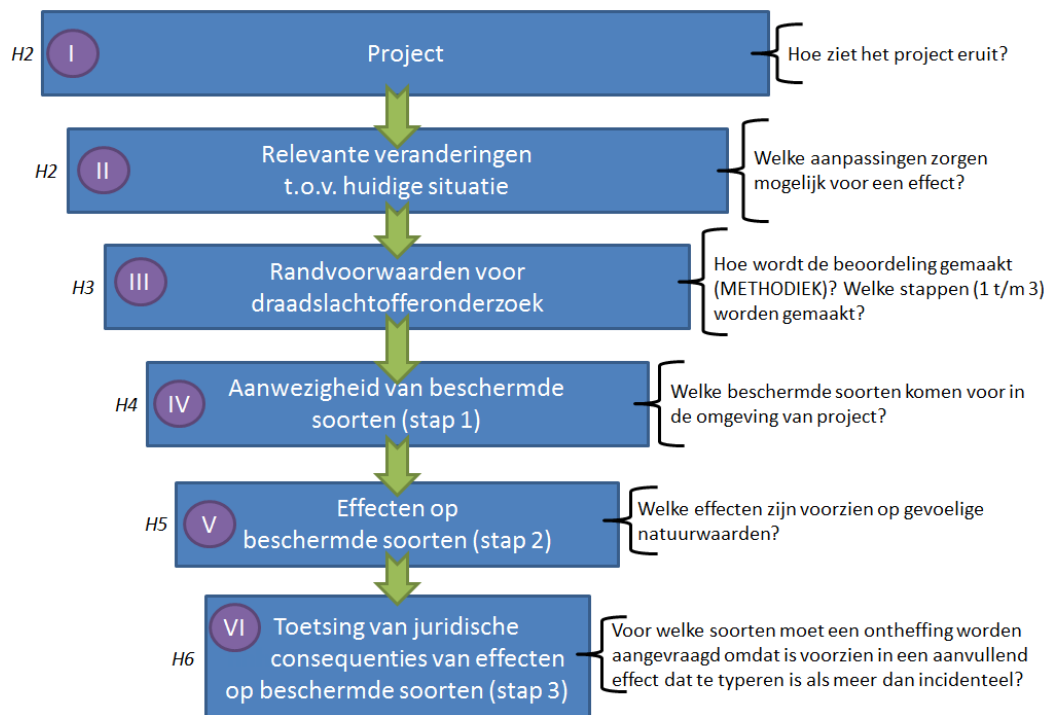 H2
I
Project
Hoe ziet het project eruit?
H2
II
Relevante veranderingen
t.o.v. huidige situatie
Welke aanpassingen zorgen
mogelijk voor een effect?
H3
III
Randvoorwaarden voor
draadslachtofferonderzoek
Hoe wordt de beoordeling gemaakt
(METHODIEK)? Welke stappen (1 t/m 3)
worden gemaakt?
H4
IV
Aanwezigheid van beschermde
soorten (stap 1)
Welke beschermde soorten komen voor in
de omgeving van project?
H5
V
Effecten op
beschermde soorten (stap 2)
Welke effecten zijn voorzien op gevoelige
natuurwaarden?
H6
VI
Toetsing van juridische
consequenties van effecten
op beschermde soorten (stap 3)
Voor welke soorten moet een ontheffing worden
aangevraagd omdat is voorzien in een aanvullend
effect dat te typeren is als meer dan incidenteel?